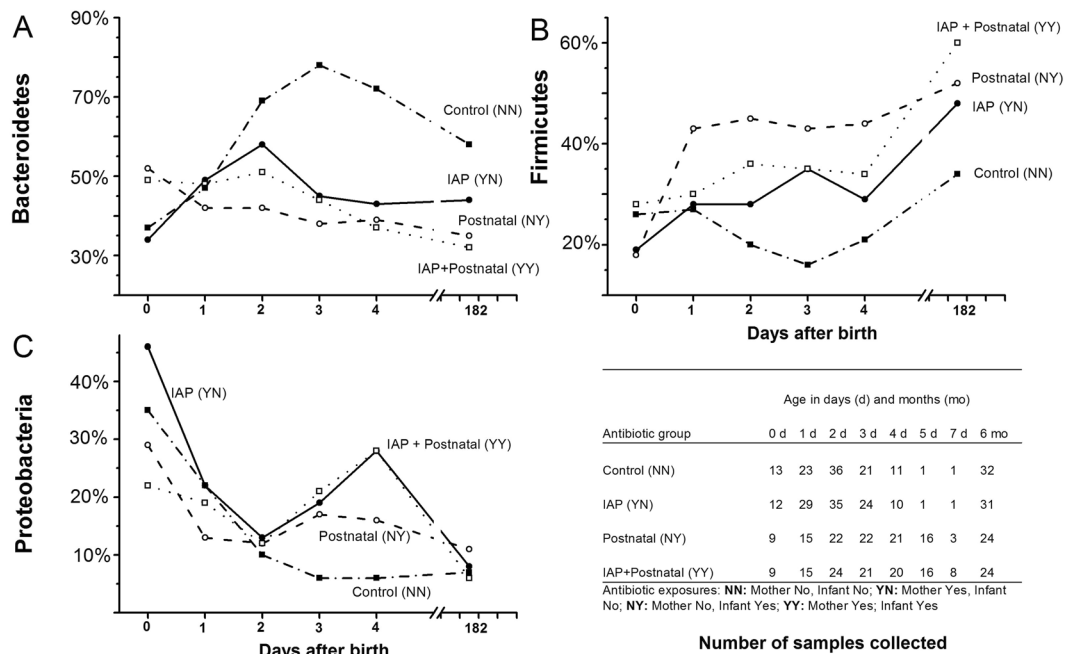 A
90%
70%
50%
30%
Bacteroidetes
Control (NN)
IAP (YN)
Postnatal (NY)
IAP+Postnatal (YY)
0 1 2 3 4 182
B
60%
40%
20%
Firmicutes
IAP + Postnatal (YY)
Postnatal (NY)
IAP (YN)
Control (NN)
0 1 2 3 4 182
Days after birth
C
40%
30%
20%
10%
Proteobacteria
IAP (YN)
IAP + Postnatal (YY)
Postnatal (NY)
Control (NN)
0 1 2 3 4 182
Days after birth
Age in days (d) and months (mo)
Antibiotic group 0 d 1 d 2 d 3 d 4 d 5 d 7 d 6 mo
Control (NN) 13 23 36 21 11 1 1 32
IAP (YN) 12 29 35 24 10 1 1 31
Postnatal (NY) 9 15 22 22 21 16 3 24
IAP+Postnatal (YY) 9 15 24 21 20 16 8 24
Antibiotic exposures: NN: Mother No, Infant No; YN: Mother Yes, Infant
No; NY: Mother No, Infant Yes; YY: Mother Yes; Infant Yes
Number of samples collected